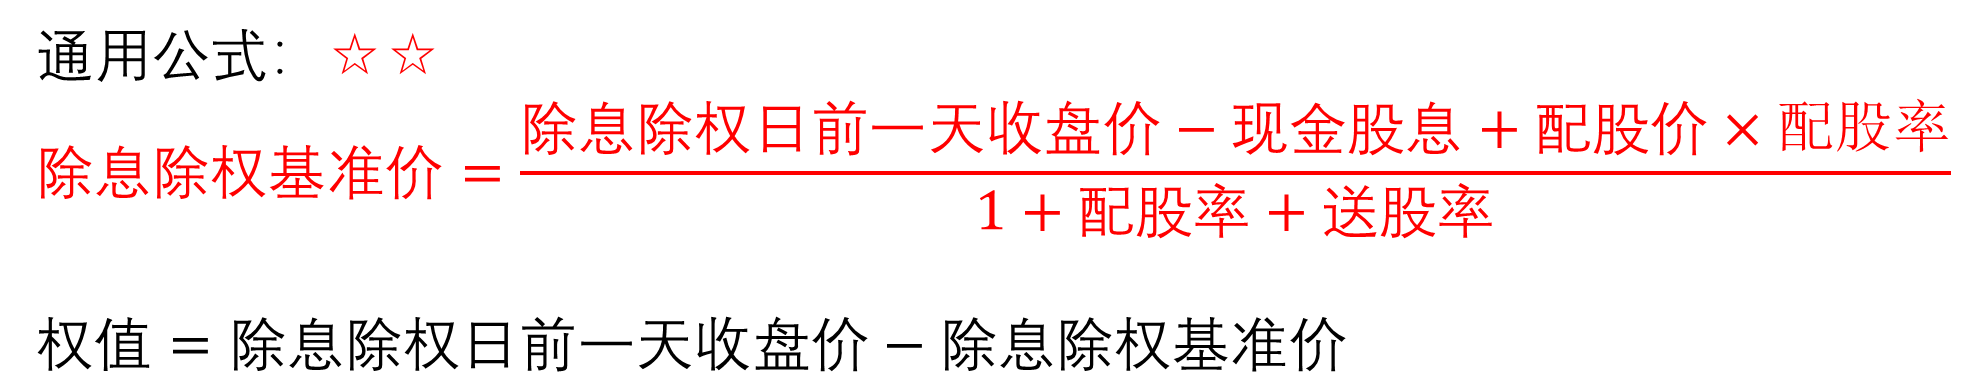 通用公式：☆☆
除息除权基准价 = 除息除权日前一天收盘价 − 现金股息 + 配股价 × 配股率
1 + 配股率 + 送股率
权值 = 除息除权日前一天收盘价 − 除息除权基准价